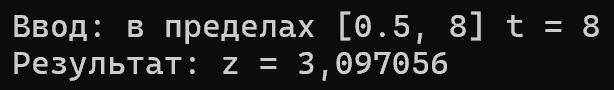 Ввод: в пределах [0.5, 8] t = 8
Результат: z = 3,097056